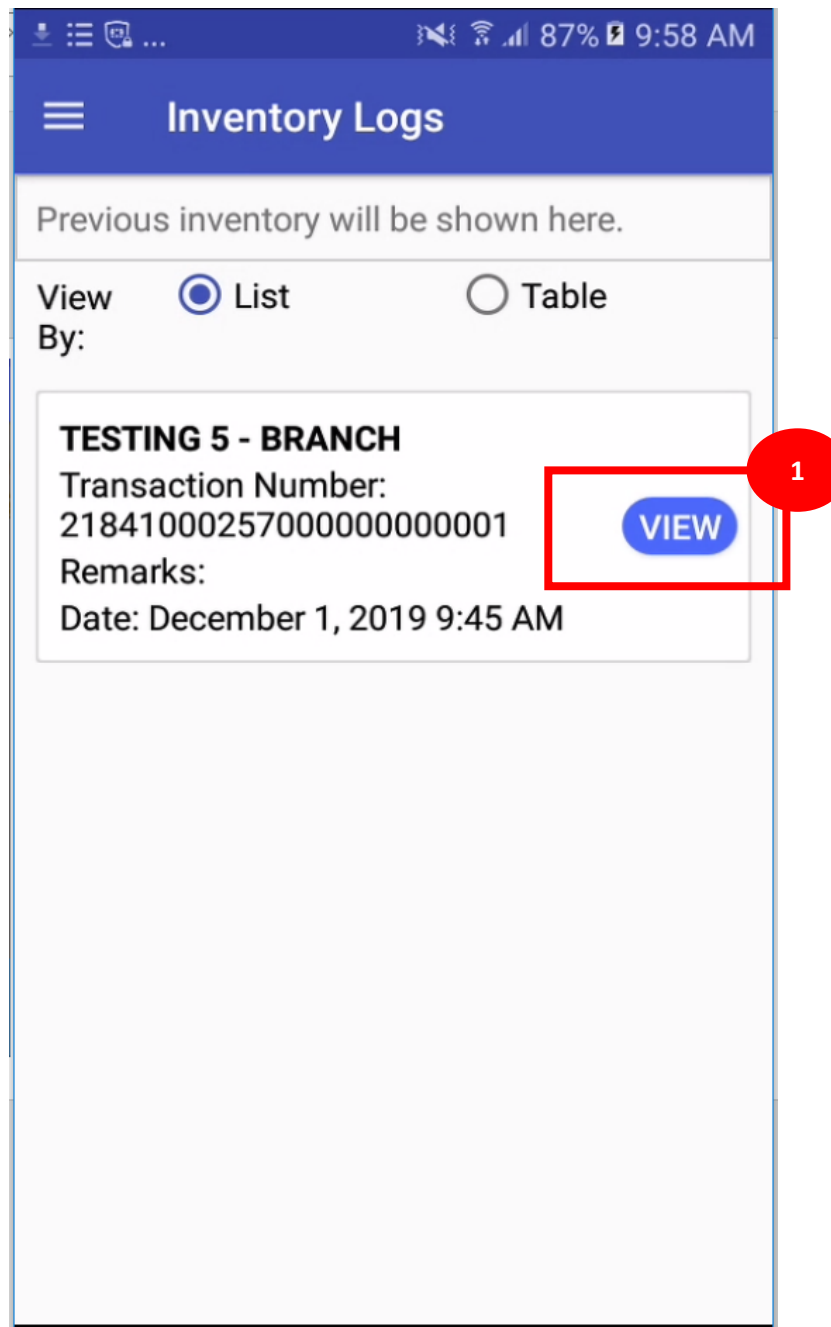 ... 87% 9:58 AM
Inventory Logs
Previous inventory will be shown here.
View List Table
By:
TESTING 5 - BRANCH
Transaction Number:
218410002570000000000001
Remarks:
Date: December 1, 2019 9:45 AM
VIEW
1